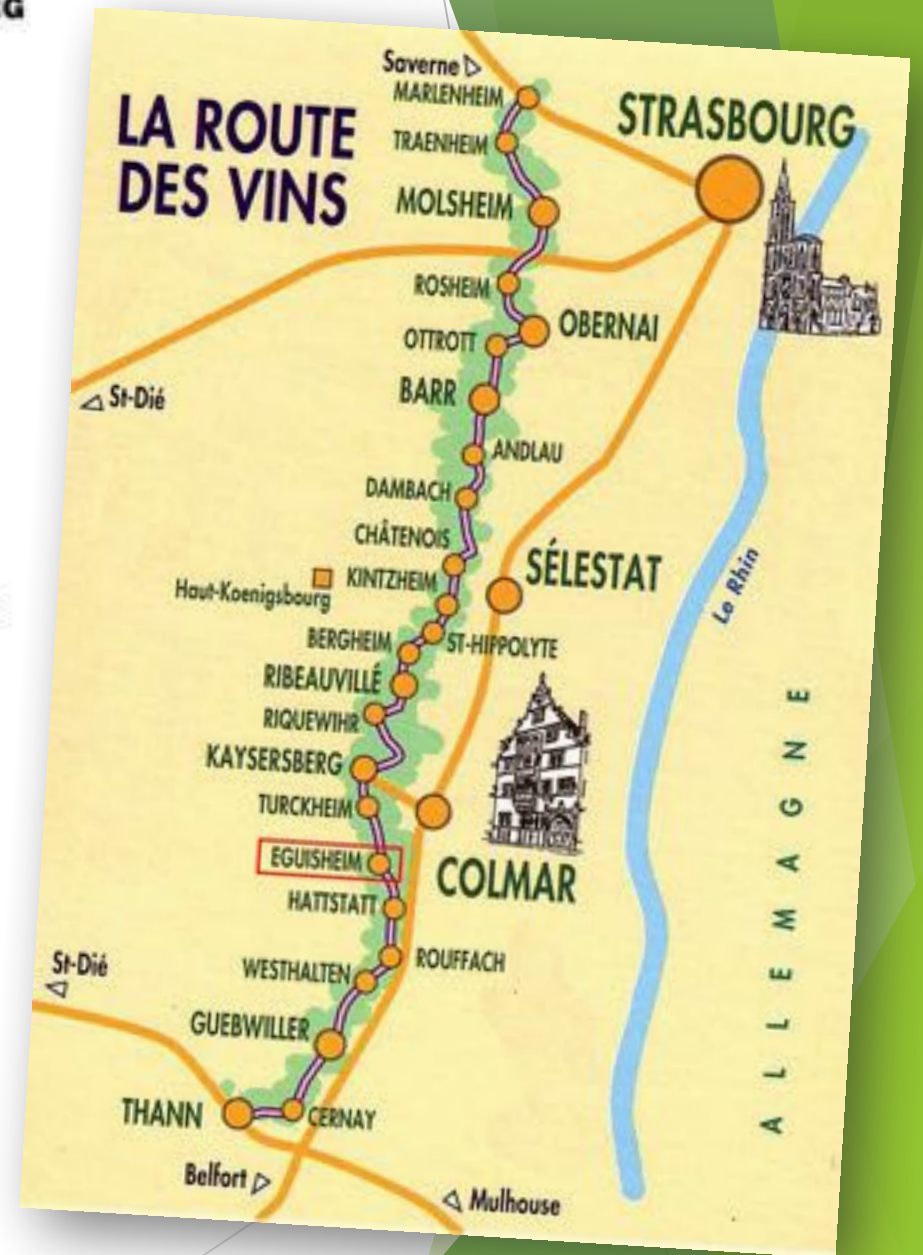 LA ROUTE
DES VINS
Saverne
MARLENHEIM
STRASBOURG
TRAENHEIM
MOLSHEIM
ROSHEIM
OBERNAI
OTTROTT
BARR
St-Dié
ANDLAU
DAMBACH
CHÂTENOIS
SÉLESTAT
KINTZHEIM
Haut-Koenigsbourg
Le Rhin
BERGHEIM
ST-HIPPOLYTE
RIBEAUVILLÉ
RIQUEWIHR
KAYSERSBERG
TURCKHEIM
EGUISHEIM
COLMAR
HATTSTATT
ROUFFACH
St-Dié
WESTHALTEN
GUEBWILLER
THANN
CERNAY
Belfort
Mulhouse
ALLEMAGNE